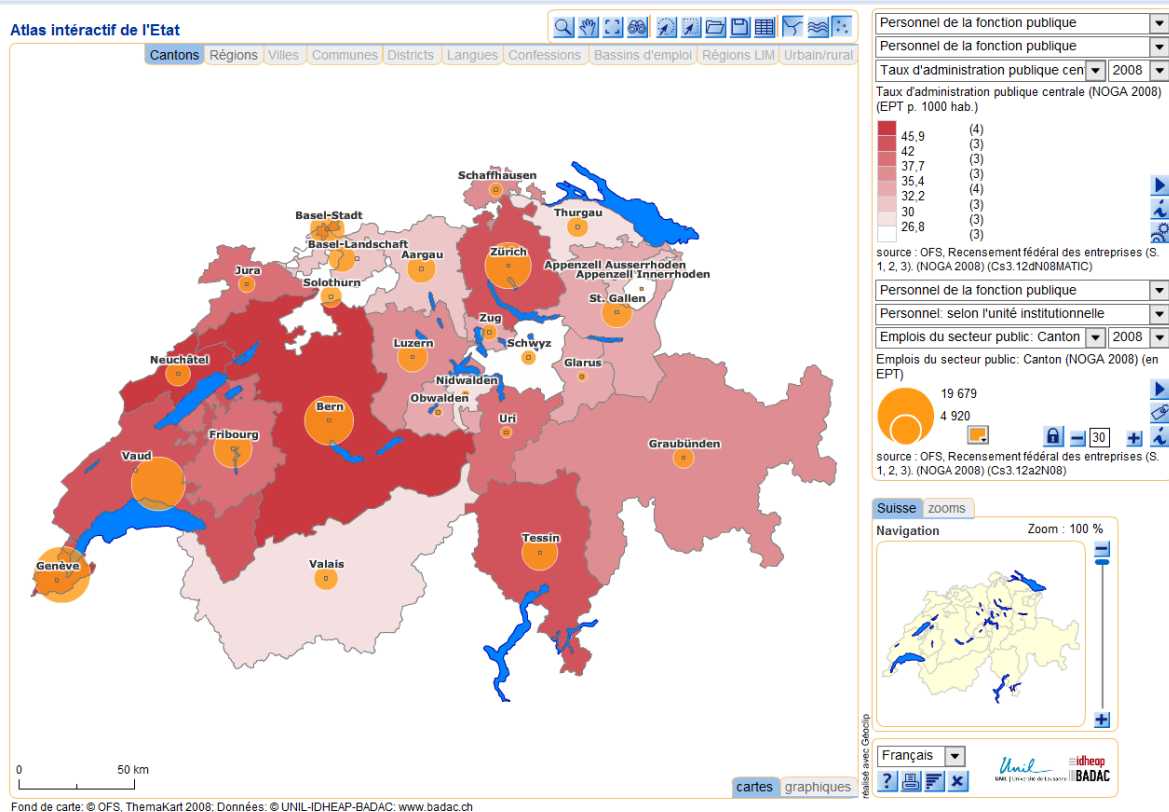 Atlas intéractif de l'Etat
Cantons Régions Villes Communes Districts Langues Confessions Bassins d'emploi Régions LIM Urbain/rural
Schaffhausen
Basel-Stadt
Thurgau
Basel-Landschaft
Aargau
Zürich
Appenzell Ausserrhoden
Appenzell Innerrhoden
Jura
Solothurn
St. Gallen
Zug
Luzern
Schwyz
Neuchâtel
Glarus
Nidwalden
Obwalden
Bern
Uri
Fribourg
Graubünden
Vaud
Tessin
Genève
Valais
0 50 km
cartes graphiques
Fond de carte: © OFS, ThemaKart 2008; Données: © UNIL-IDHEAP-BADAC: www.badac.ch
réalisé avec Géoclip
Personnel de la fonction publique
Personnel de la fonction publique
Taux d'administration publique cen 2008
Taux d'administration publique centrale (NOGA 2008)
(EPT p. 1000 hab.)
(4)
45,9 (3)
42 (3)
37,7 (3)
35,4 (4)
32,2 (3)
30 (3)
26,8 (3)
source : OFS, Recensement fédéral des entreprises (S.
1, 2, 3). (NOGA 2008) (Cs3.12dN08MATIC)
Personnel de la fonction publique
Personnel: selon l'unité institutionnelle
Emplois du secteur public: Canton 2008
Emplois du secteur public: Canton (NOGA 2008) (en
EPT)
19 679
4 920
30
source : OFS, Recensement fédéral des entreprises (S.
1, 2, 3). (NOGA 2008) (Cs3.12a2N08)
Suisse zooms
Navigation Zoom : 100 %
Français
Unil
UNIL | Université de Lausanne
idheap
BADAC